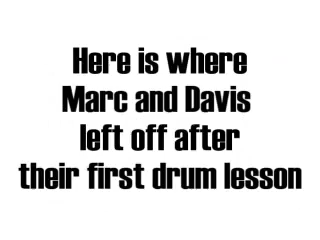 Here is where
Marc and Davis
left off after
their first drum lesson